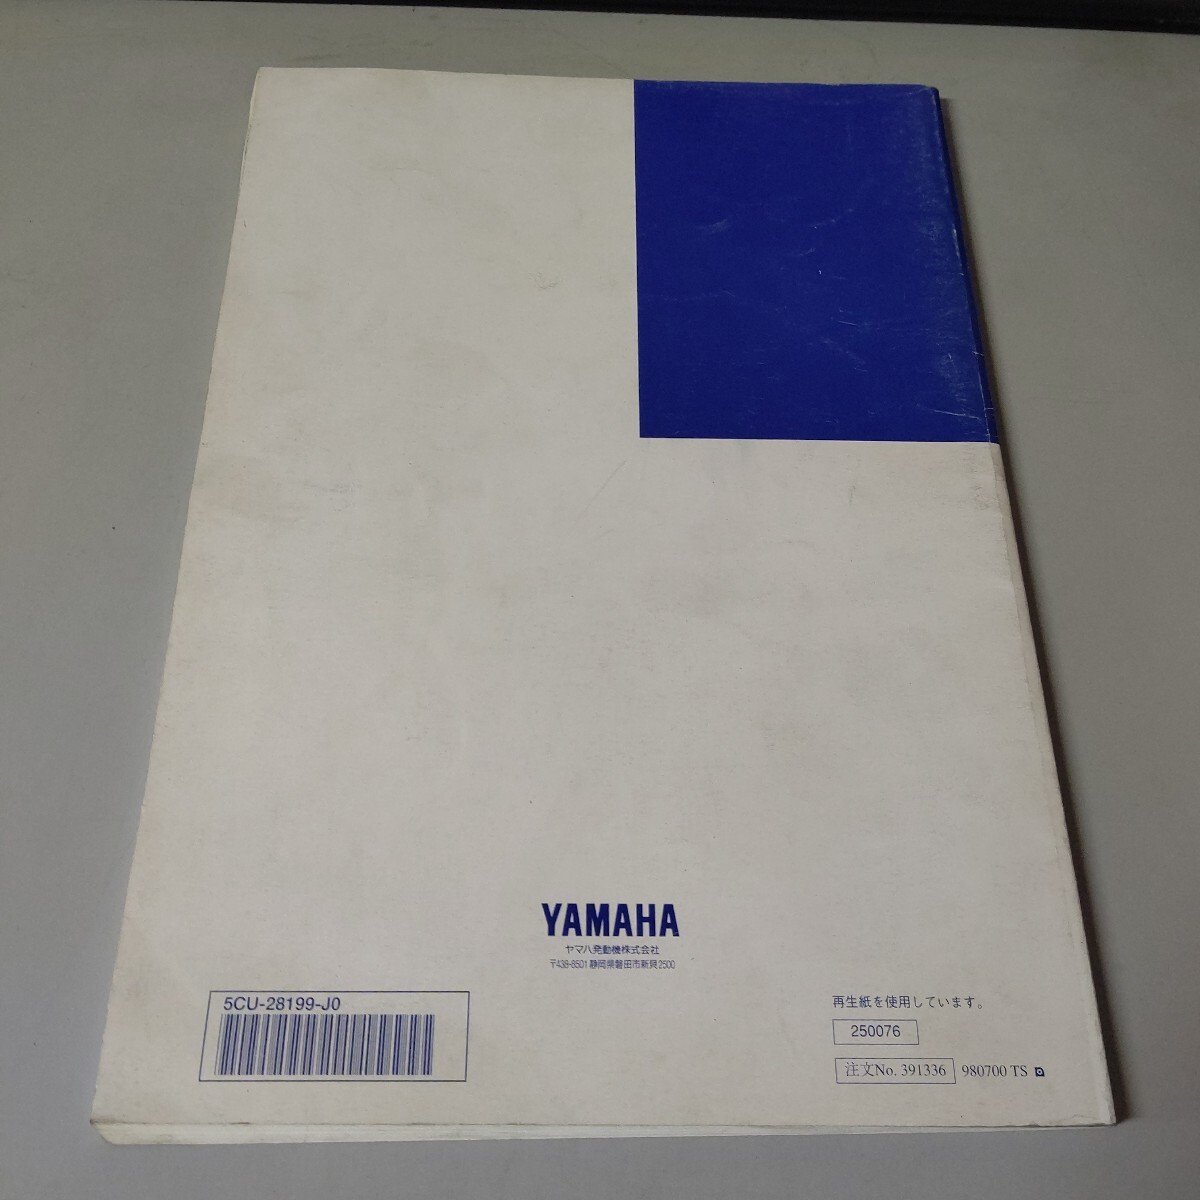 YAMAHA
ヤマハ発動機株式会社
〒438-8501 静岡県磐田市新貝2500
5CU-28199-J0
再生紙を使用しています。
250076
注文No. 391336 980700 TS